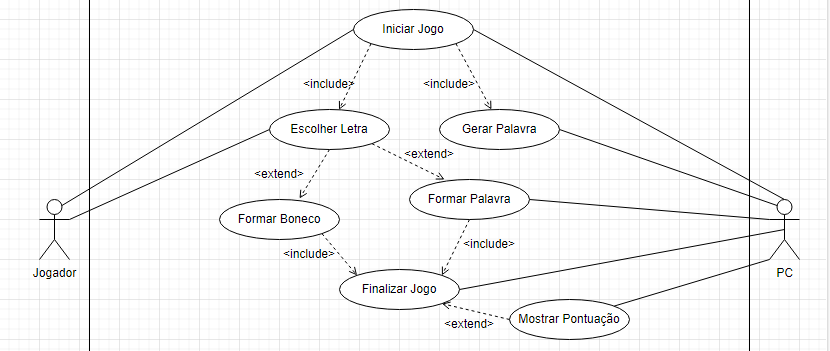 Iniciar Jogo
<include>
<include>
Escolher Letra
Gerar Palavra
<extend>
<extend>
Formar Palavra
Formar Boneco
<include>
<include>
Jogador
PC
Finalizar Jogo
<extend>
Mostrar Pontuação